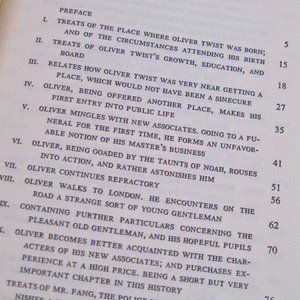 PREFACE
I. TREATS OF THE PLACE WHERE OLIVER TWIST WAS BORN;
AND OF THE CIRCUMSTANCES ATTENDING HIS BIRTH 5
II. TREATS OF OLIVER TWIST'S GROWTH, EDUCATION, AND
BOARD 15
III. RELATES HOW OLIVER TWIST WAS VERY NEAR GETTING A
PLACE, WHICH WOULD NOT HAVE BEEN A SINECURE 18
IV. OLIVER, BEING OFFERED ANOTHER PLACE, MAKES HIS
FIRST ENTRY INTO PUBLIC LIFE 27
V. OLIVER MINGLES WITH NEW ASSOCIATES. GOING TO A FU-
NERAL FOR THE FIRST TIME, HE FORMS AN UNFAVOR-
ABLE NOTION OF HIS MASTER'S BUSINESS 35
VI. OLIVER, BEING GOADED BY THE TAUNTS OF NOAH, ROUSES
INTO ACTION, AND RATHER ASTONISHES HIM 41
VII. OLIVER CONTINUES REFRACTORY 51
VIII. OLIVER WALKS TO LONDON. HE ENCOUNTERS ON THE
ROAD A STRANGE SORT OF YOUNG GENTLEMAN 56
IX. CONTAINING FURTHER PARTICULARS CONCERNING THE
PLEASANT OLD GENTLEMAN, AND HIS HOPEFUL PUPILS 62
X. OLIVER BECOMES BETTER ACQUAINTED WITH THE CHAR-
ACTERS OF HIS NEW ASSOCIATES; AND PURCHASES EXP-
ERIENCE AT A HIGH PRICE. BEING A SHORT BUT VERY
IMPORTANT CHAPTER IN THIS HISTORY 70
TREATS OF MR. FANG, THE POLICE
NISHES A